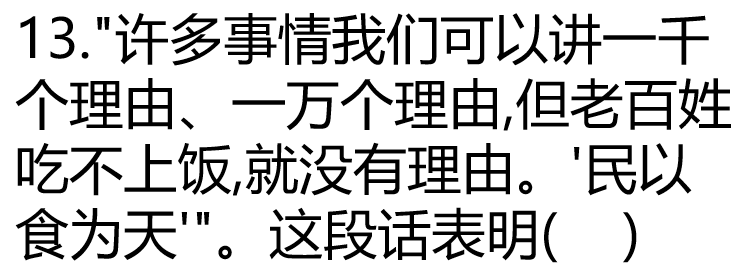 13."许多事情我们可以讲一千
个理由、一万个理由,但老百姓
吃不上饭,就没有理由。'民以
食为天'"。这段话表明(    )